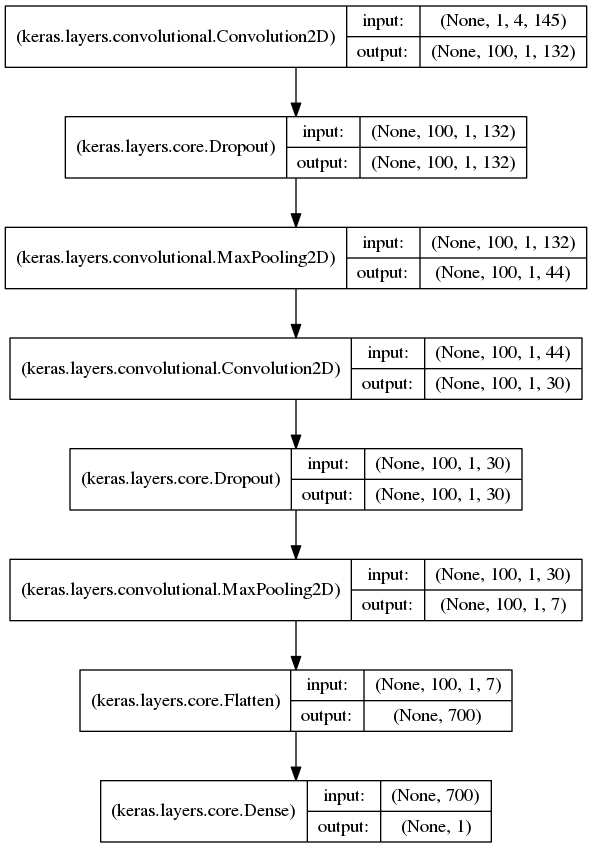 (keras.layers.convolutional.Convolution2D) input: (None, 1, 4, 145)
output: (None, 100, 1, 132)
(keras.layers.core.Dropout) input: (None, 100, 1, 132)
output: (None, 100, 1, 132)
(keras.layers.convolutional.MaxPooling2D) input: (None, 100, 1, 132)
output: (None, 100, 1, 44)
(keras.layers.convolutional.Convolution2D) input: (None, 100, 1, 44)
output: (None, 100, 1, 30)
(keras.layers.core.Dropout) input: (None, 100, 1, 30)
output: (None, 100, 1, 30)
(keras.layers.convolutional.MaxPooling2D) input: (None, 100, 1, 30)
output: (None, 100, 1, 7)
(keras.layers.core.Flatten) input: (None, 100, 1, 7)
output: (None, 700)
(keras.layers.core.Dense) input: (None, 700)
output: (None, 1)